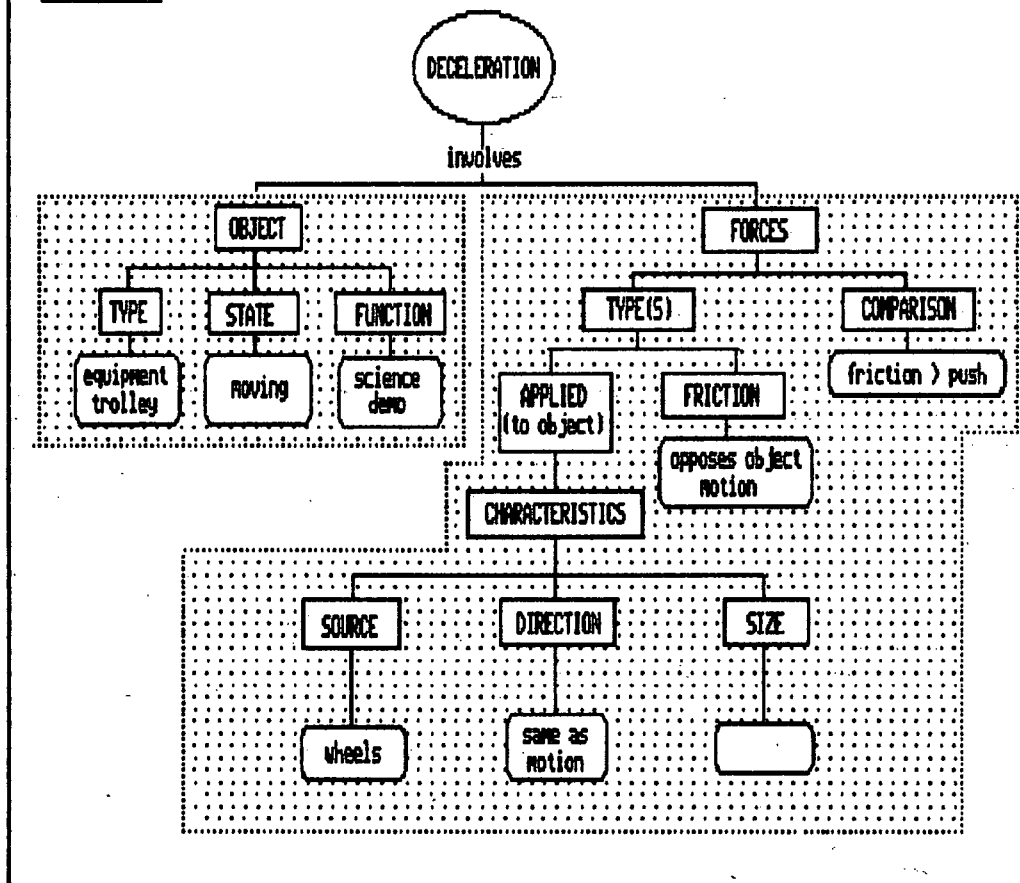 DECELERATION
involves
OBJECT
FORCES
TYPE
STATE
FUNCTION
TYPE(S)
COMPARISON
equipment
trolley
moving
science
demo
APPLIED
(to object)
FRICTION
friction > push
opposes object
motion
CHARACTERISTICS
SOURCE
DIRECTION
SIZE
wheels
same as
motion